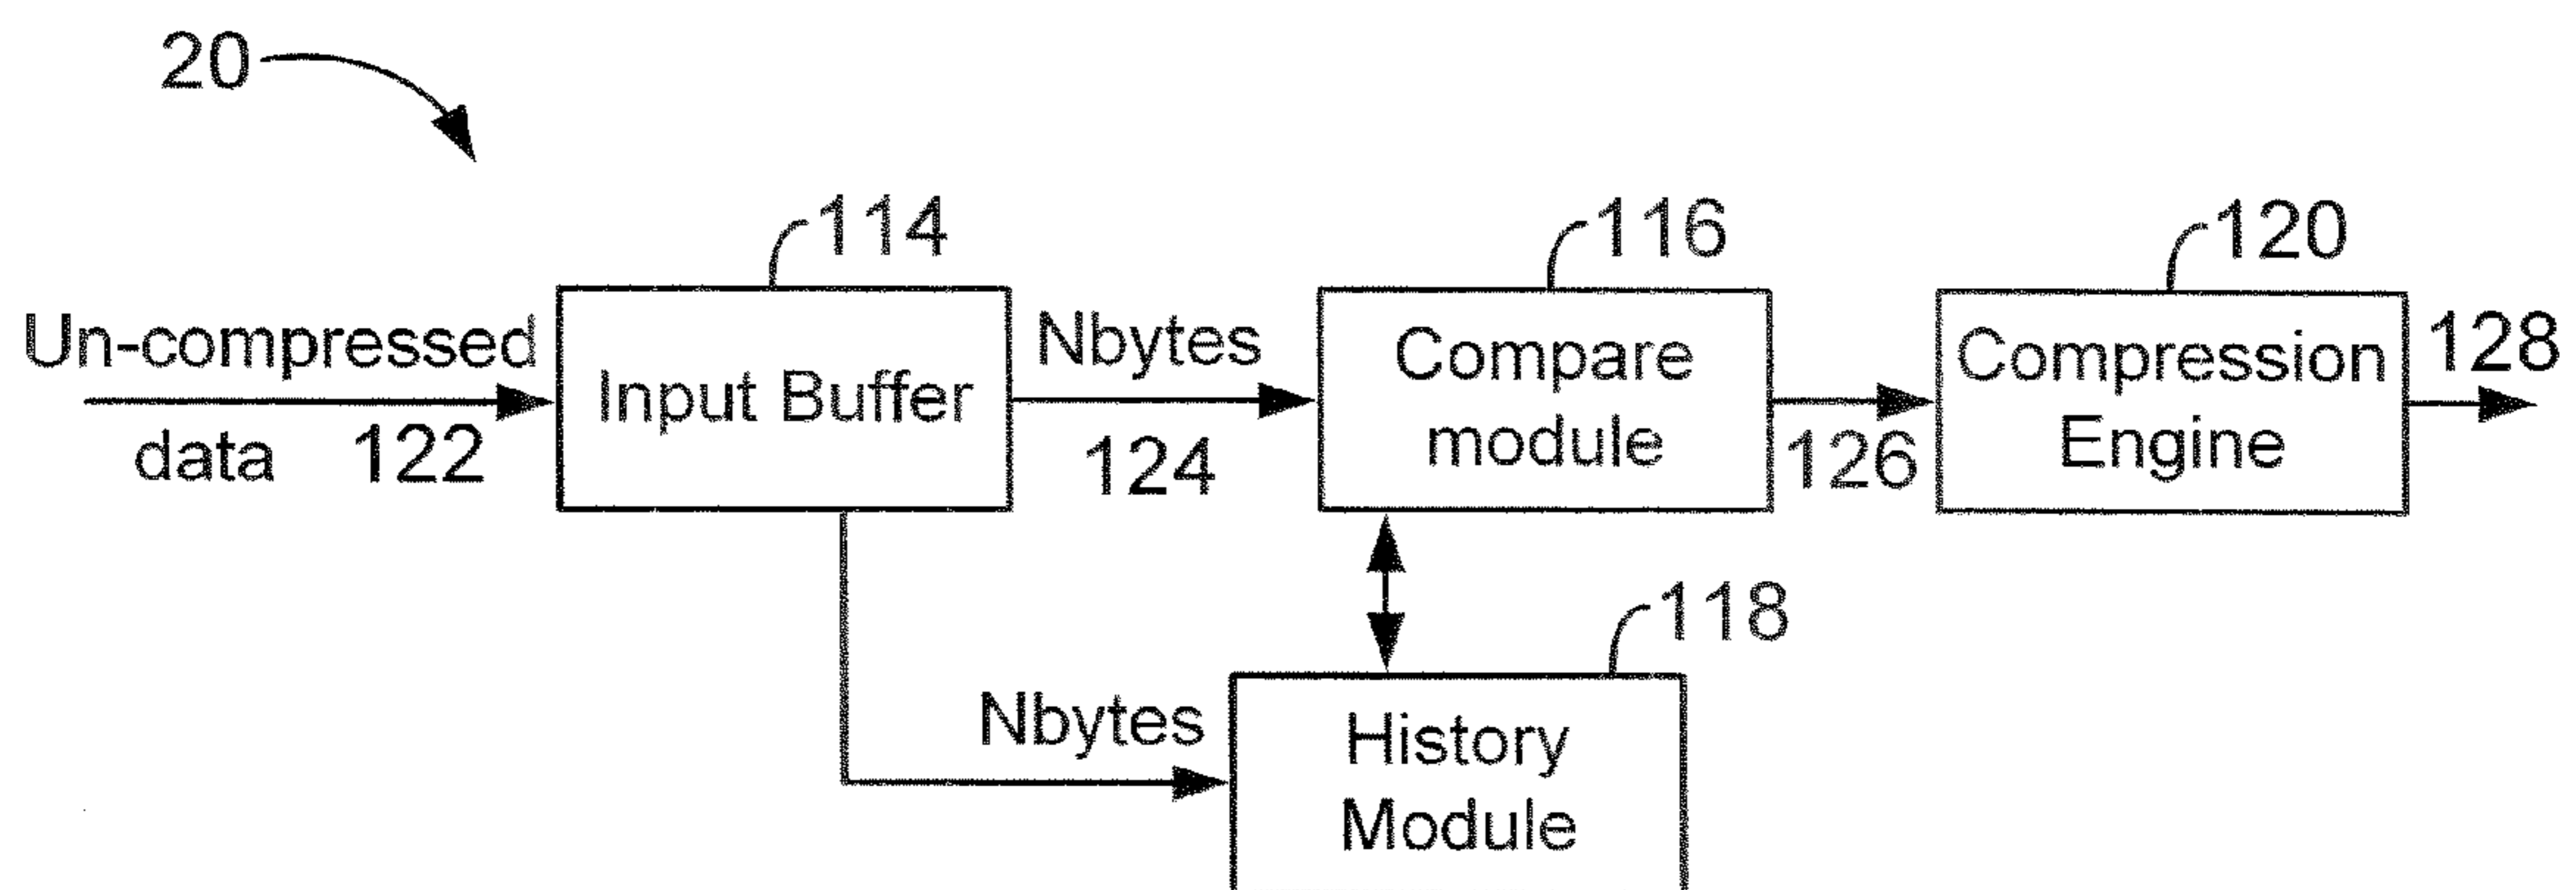 20
114
116
120
Un-compressed
data 122
Input Buffer
Nbytes
124
Compare
module
126
Compression
Engine
128
118
Nbytes
History
Module